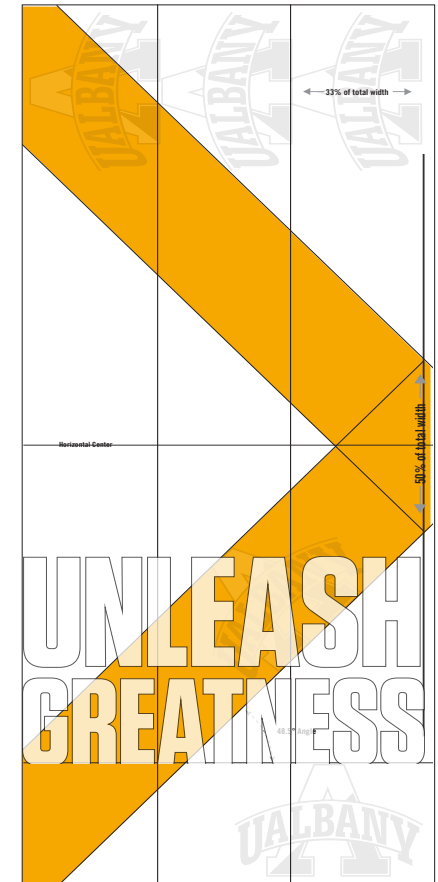 UALBANY
UALBANY
UALBANY
33% of total width
Horizontal Center
50% of total width
UNLEASH
GREATNESS
UALBANY